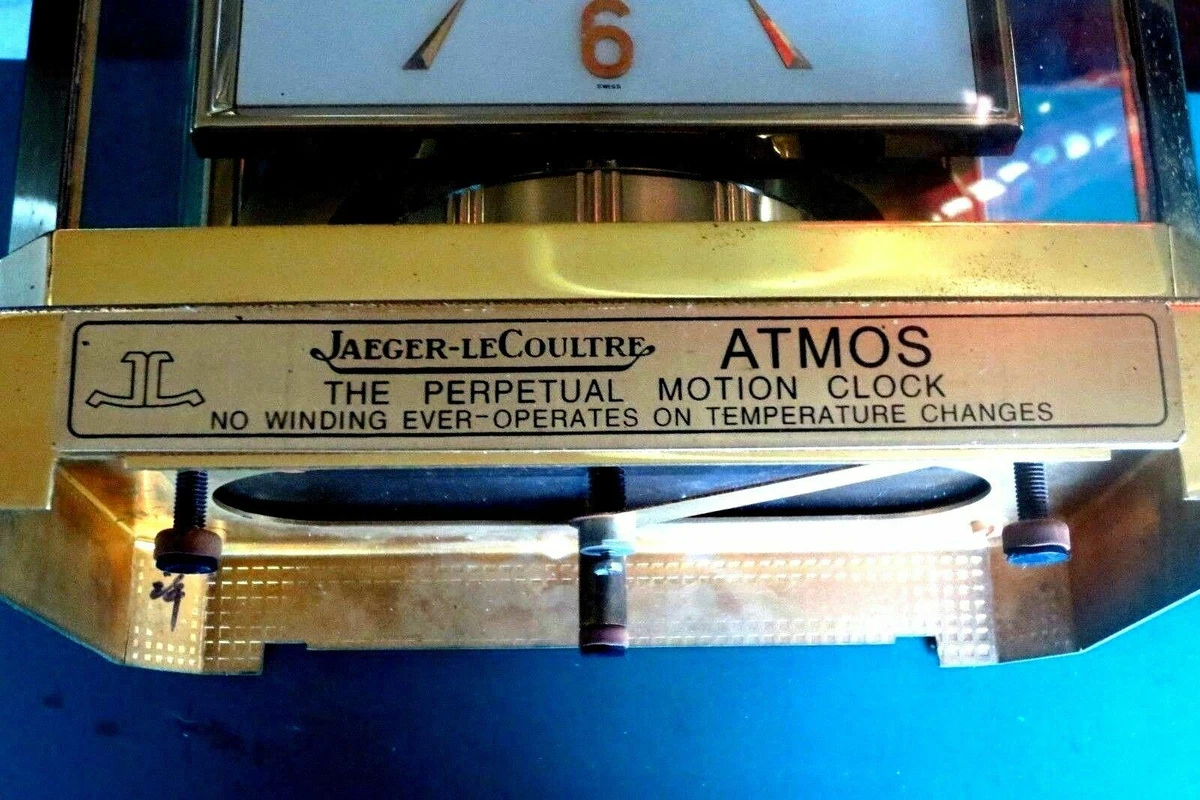 6
SWISS
JL
JAEGER-LECOULTRE ATMOS
THE PERPETUAL MOTION CLOCK
NO WINDING EVER-OPERATES ON TEMPERATURE CHANGES